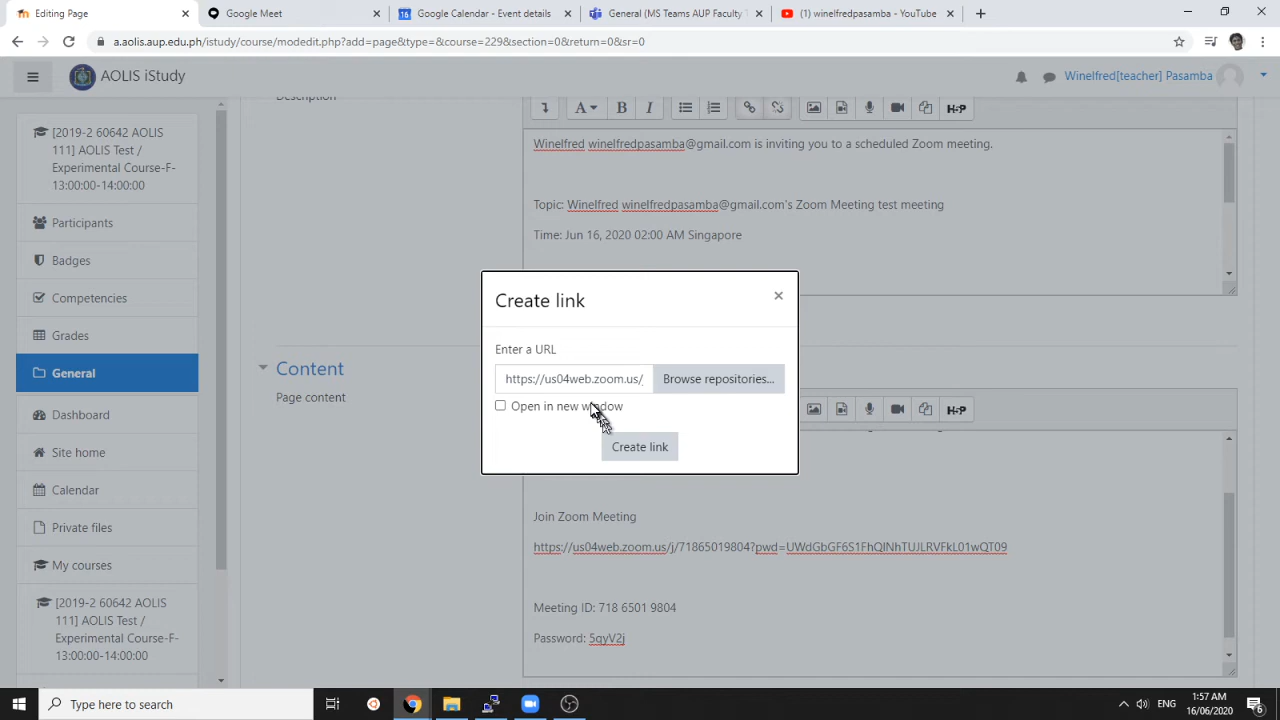 Editing Page
Google Meet
Google Calendar - Event details
General (MS Teams AUP Faculty
(1) winelfredpasamba - YouTube
a.aolis.aup.edu.ph/istudy/course/modedit.php?add=page&type=&course=229&section=0&return=0&sr=0
AOLIS iStudy
Winelfred[teacher] Pasamba
[2019-2 60642 AOLIS
111] AOLIS Test /
Experimental Course-F-
13:00:00-14:00:00
Participants
Badges
Competencies
Grades
General
Dashboard
Site home
Calendar
Private files
My courses
[2019-2 60642 AOLIS
111] AOLIS Test /
Experimental Course-F-
13:00:00-14:00:00
Description
A
B
I
H-P
Winelfred winelfredpasamba@gmail.com is inviting you to a scheduled Zoom meeting.
Topic: Winelfred winelfredpasamba@gmail.com's Zoom Meeting test meeting
Time: Jun 16, 2020 02:00 AM Singapore
Create link
Enter a URL
https://us04web.zoom.us/
Browse repositories...
Open in new window
Create link
Content
Page content
H-P
Join Zoom Meeting
https://us04web.zoom.us/j/71865019804?pwd=UWdGbGF6S1FhQlNhTUJLRVFkL01wQT09
Meeting ID: 718 6501 9804
Password: 5qyV2j
Type here to search
ENG
1:57 AM
16/06/2020
6